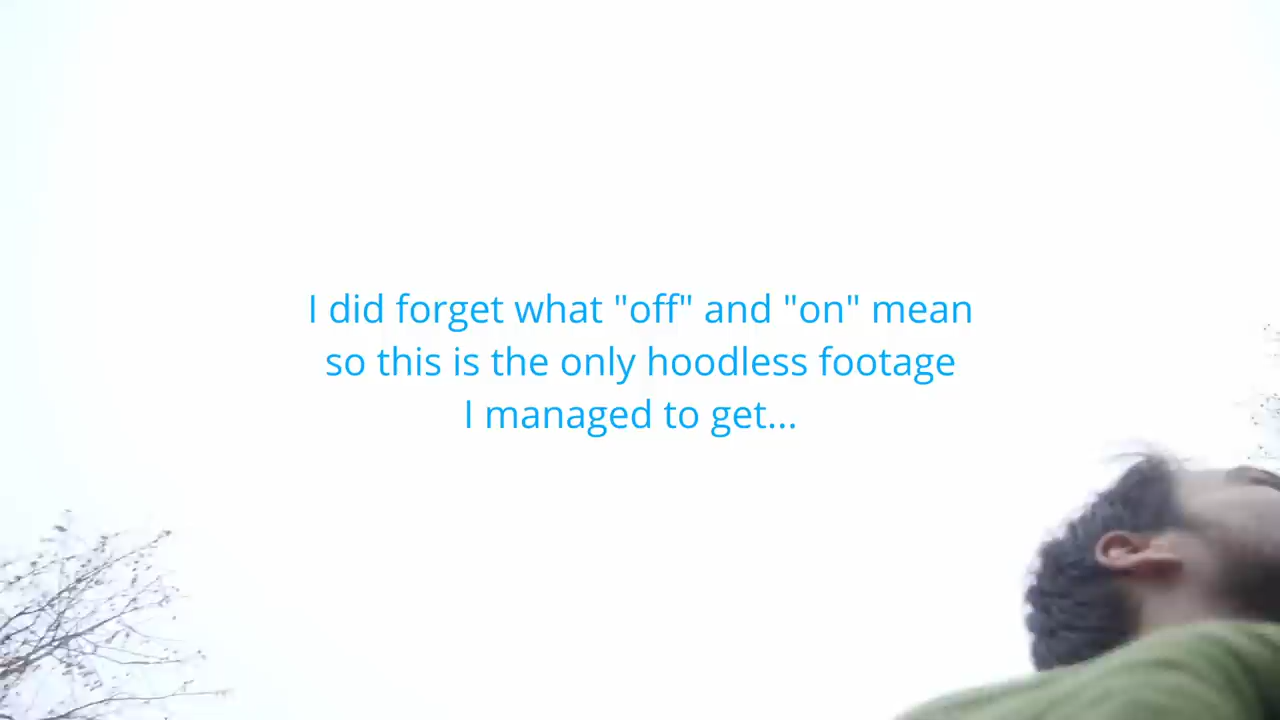 I did forget what "off" and "on" mean
so this is the only hoodless footage
I managed to get...